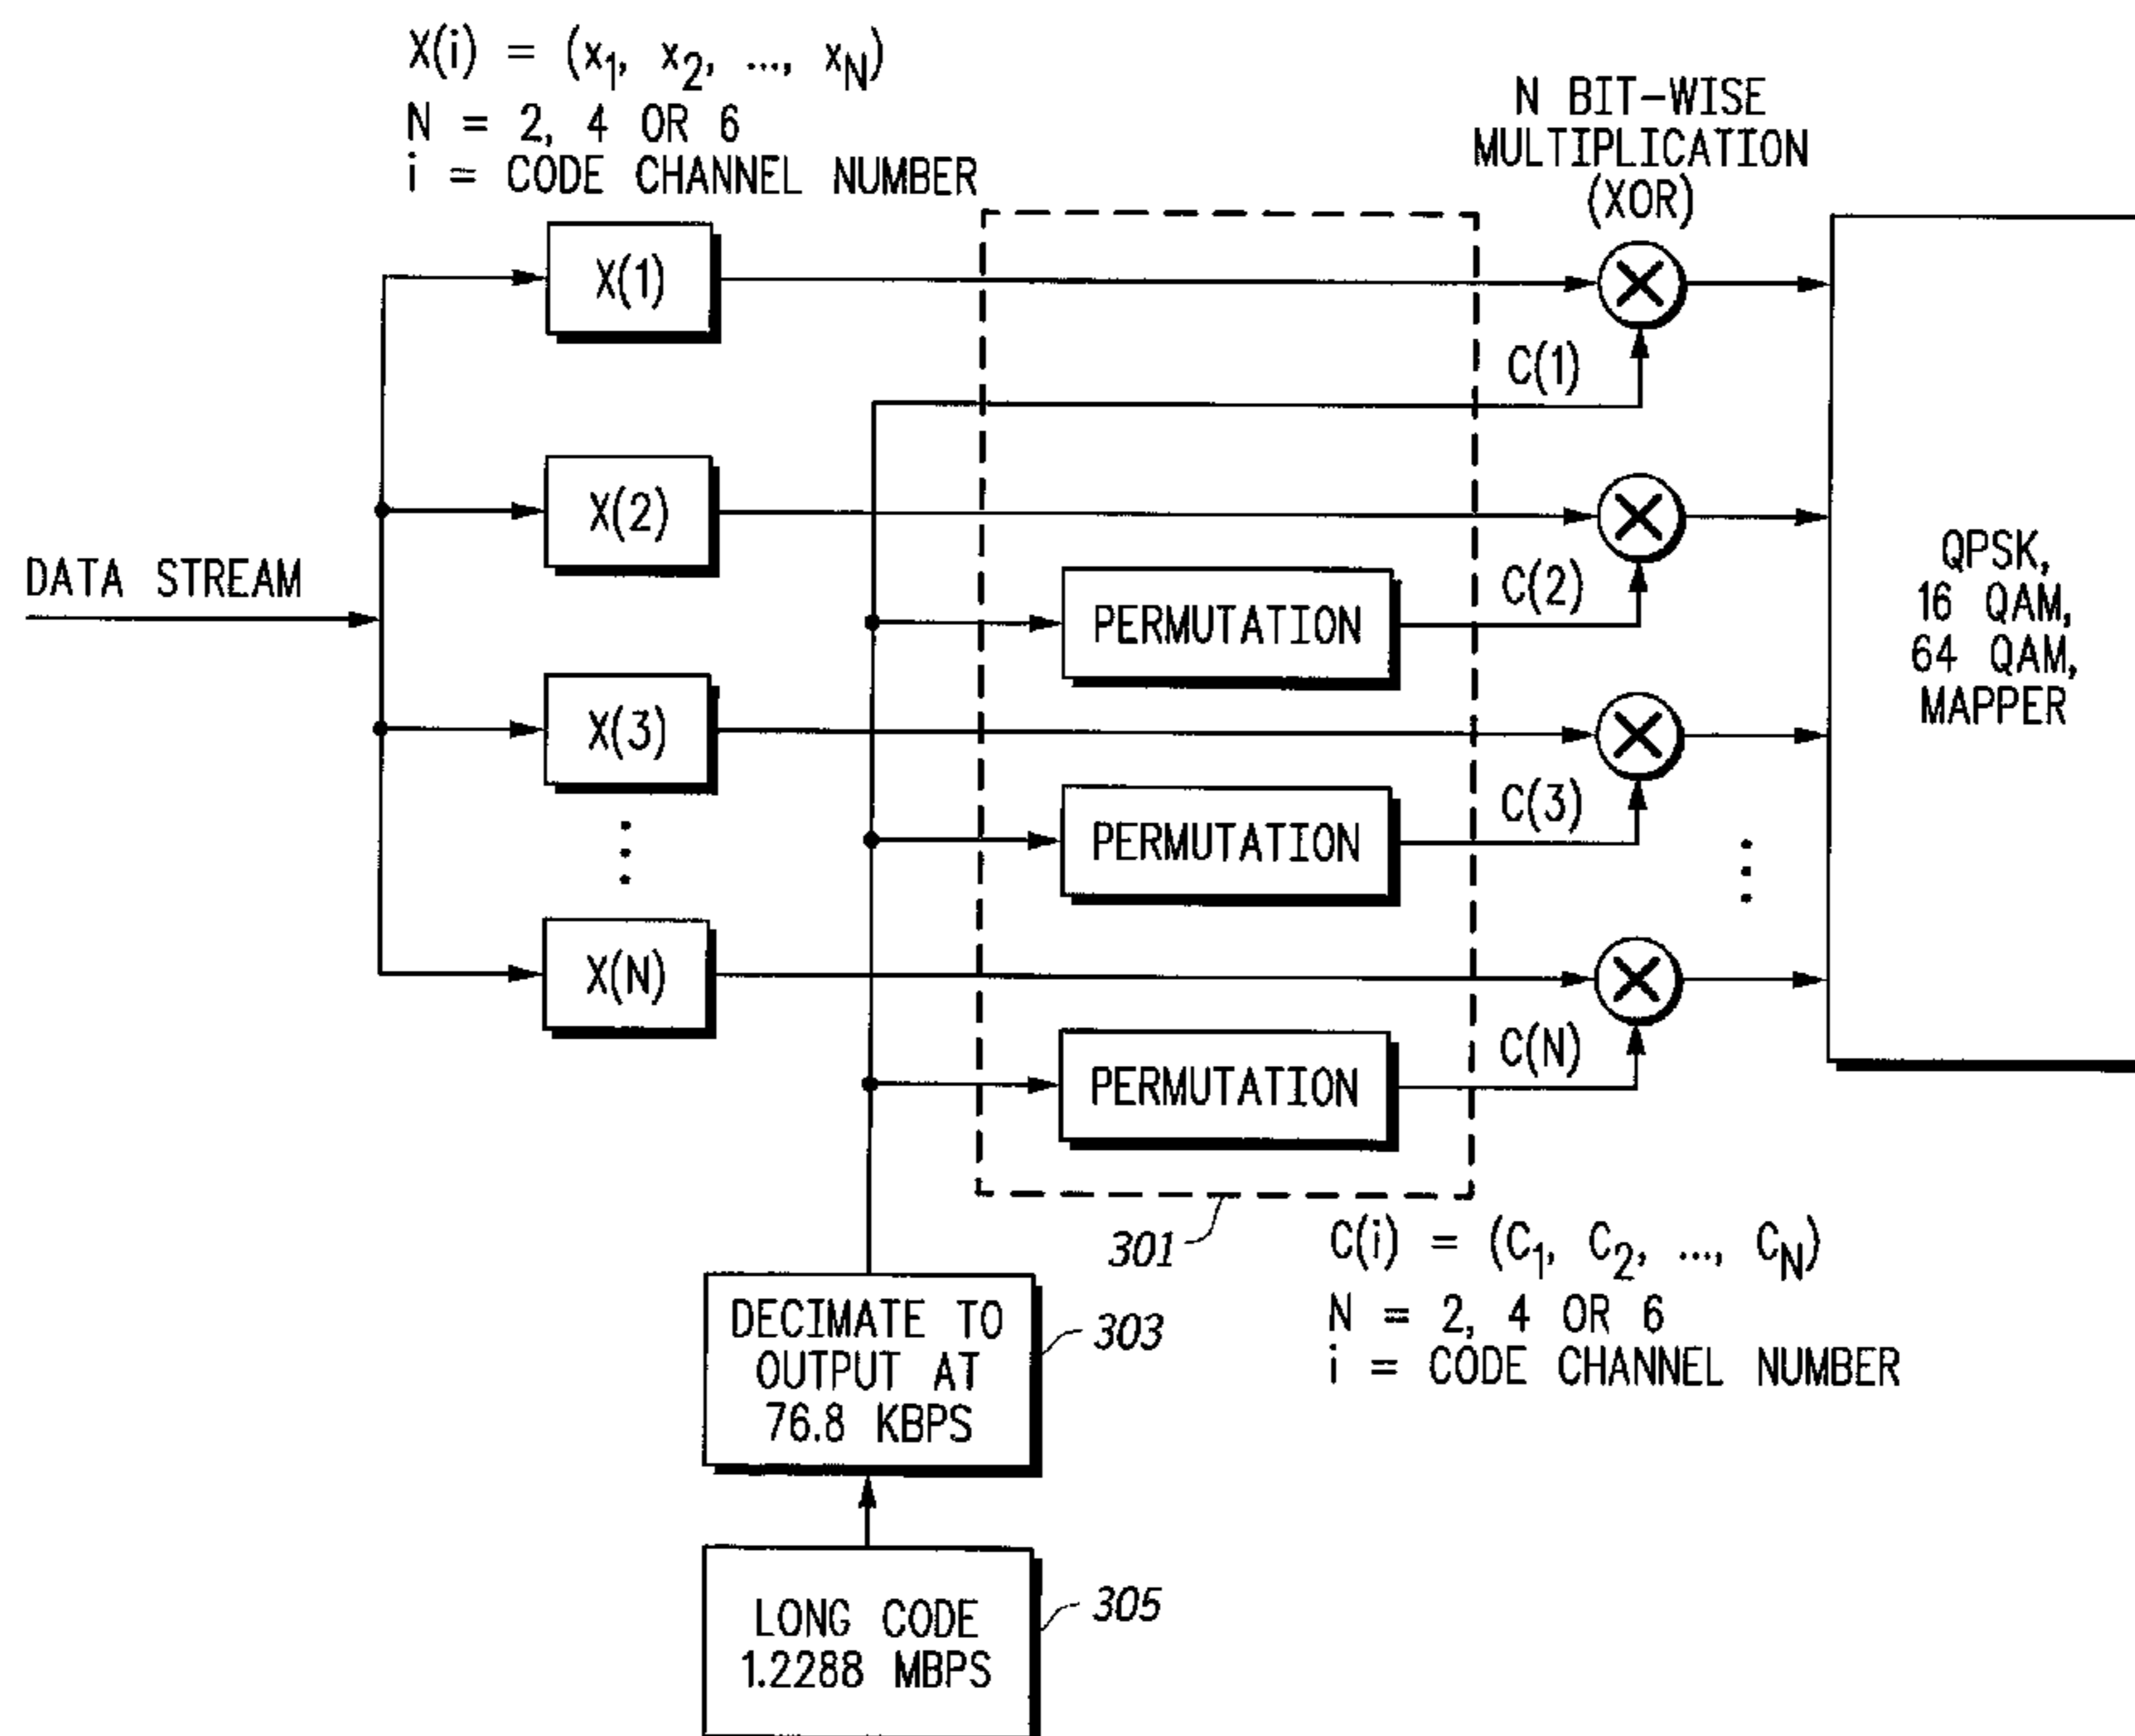 X(i) = (x1, x2, ..., xN)
N = 2, 4 OR 6
i = CODE CHANNEL NUMBER
N BIT-WISE
MULTIPLICATION
(XOR)
X(1)
C(1)
X(2)
DATA STREAM
PERMUTATION
C(2)
QPSK,
16 QAM,
64 QAM,
MAPPER
X(3)
PERMUTATION
C(3)
X(N)
PERMUTATION
C(N)
301
C(i) = (C1, C2, ..., CN)
N = 2, 4 OR 6
i = CODE CHANNEL NUMBER
DECIMATE TO
OUTPUT AT
76.8 KBPS
303
LONG CODE
1.2288 MBPS
305